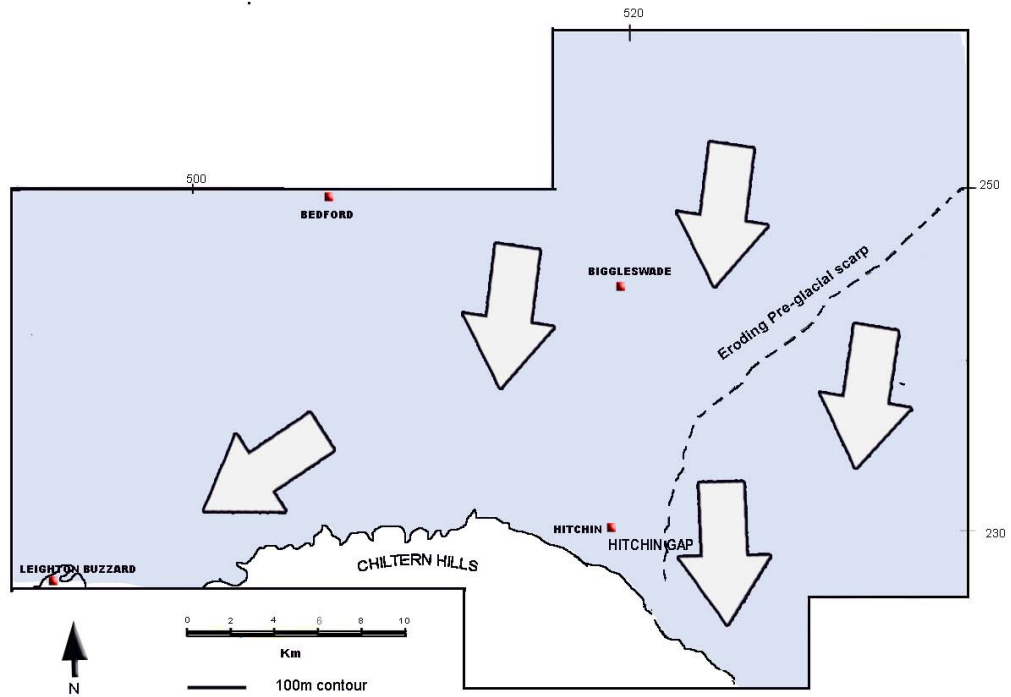 520
500
250
BEDFORD
BIGGLESWADE
Eroding Pre-glacial scarp
HITCHIN
HITCHIN GAP
230
CHILTERN HILLS
LEIGHTON BUZZARD
0 2 4 6 8 10
Km
N
100m contour